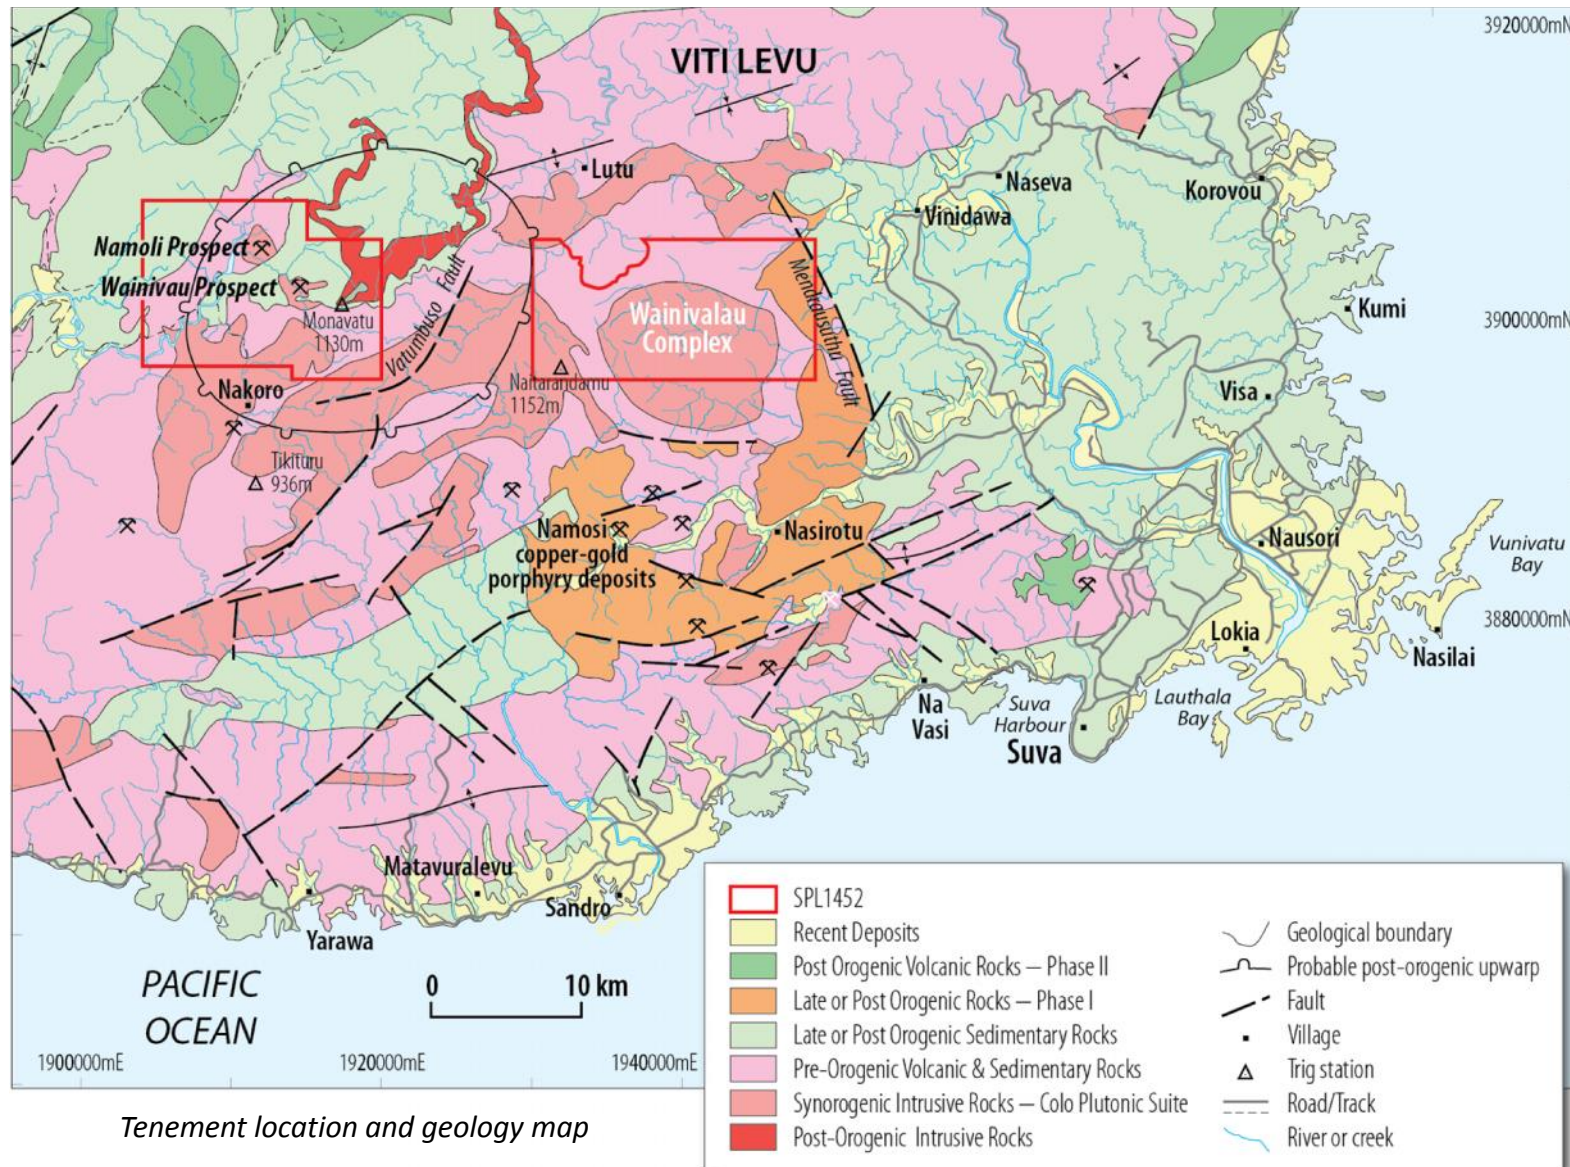 3920000mN
VITI LEVU
Lutu
Naseva
Korovou
Vinidawa
Namoli Prospect
Wainivau Prospect
Monavatu
1130m
Vatumbuso Fault
Wainivalau
Complex
Mendrausuthu Fault
Kumi
3900000mN
Naitarandamu
1152m
Nakoro
Visa
Tikituru
936m
Namosi
copper-gold
porphyry deposits
Nasirotu
Nausori
Vunivatu
Bay
3880000mN
Lokia
Nasilai
Na
Vasi
Suva
Harbour
Lauthala
Bay
Suva
Matavuralevu
Sandro
Yarawa
PACIFIC
OCEAN
0 10 km
1900000mE 1920000mE 1940000mE
SPL1452
Recent Deposits
Post Orogenic Volcanic Rocks – Phase II
Late or Post Orogenic Rocks – Phase I
Late or Post Orogenic Sedimentary Rocks
Pre-Orogenic Volcanic & Sedimentary Rocks
Synorogenic Intrusive Rocks – Colo Plutonic Suite
Post-Orogenic Intrusive Rocks
Geological boundary
Probable post-orogenic upwarp
Fault
Village
Trig station
Road/Track
River or creek
Tenement location and geology map